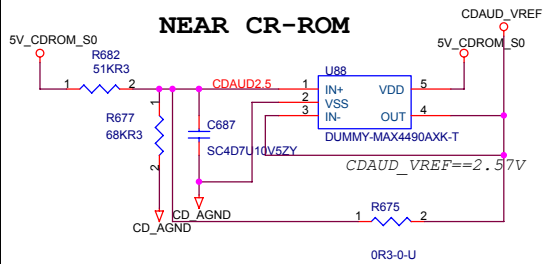 NEAR CR-ROM
CDAUD_VREF
5V_CDROM_S0
5V_CDROM_S0
R682
51KR3
1
2
CDAUD2.5
U88
1
IN+
VDD
5
2
VSS
3
IN-
OUT
4
DUMMY-MAX4490AXK-T
R677
68KR3
1
2
C687
SC4D7U10V5ZY
CDAUD_VREF==2.57V
CD_AGND
CD_AGND
R675
1
2
0R3-0-U